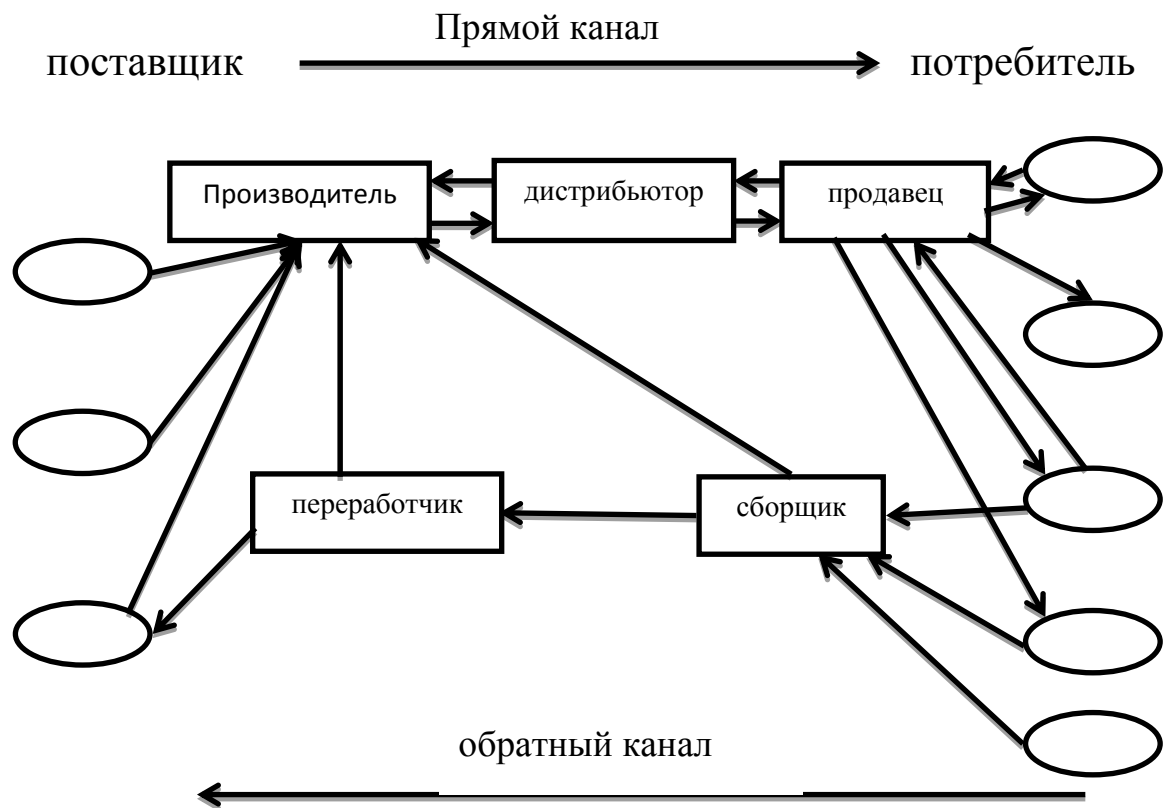 Прямой канал
поставщик
потребитель
Производитель
дистрибьютор
продавец
переработчик
сборщик
обратный канал